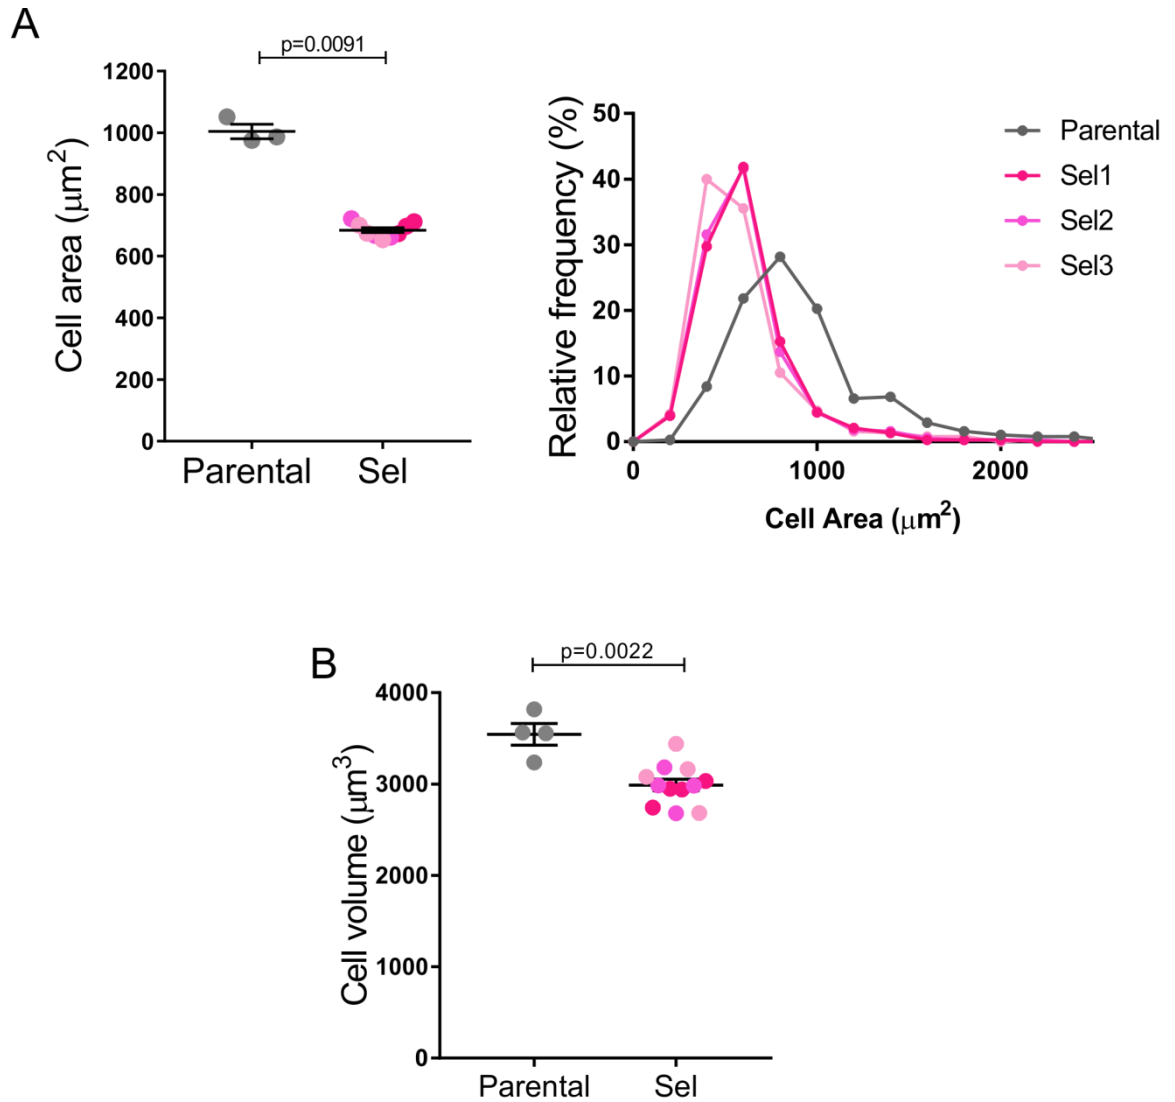 A
p=0.0091
Cell area (μm²)
1200
1000
800
600
400
200
0
Parental Sel
Relative frequency (%)
50
40
30
20
10
0
0 1000 2000
Cell Area (μm²)
Parental
Sel1
Sel2
Sel3
B
p=0.0022
Cell volume (μm³)
4000
3000
2000
1000
0
Parental Sel